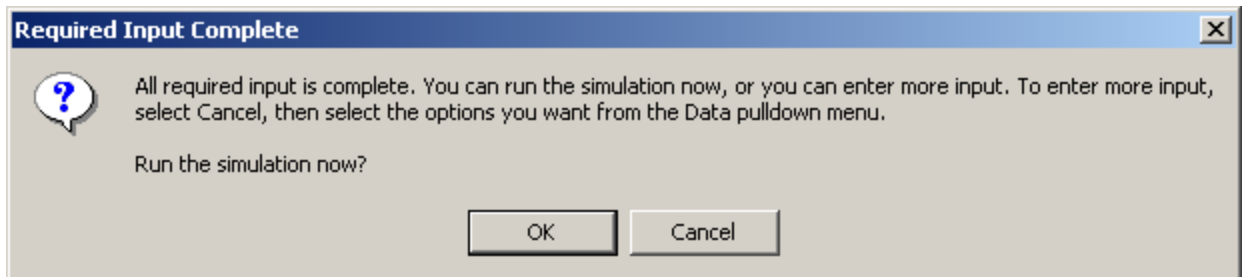 Required Input Complete
All required input is complete. You can run the simulation now, or you can enter more input. To enter more input,
select Cancel, then select the options you want from the Data pulldown menu.
Run the simulation now?
OK
Cancel